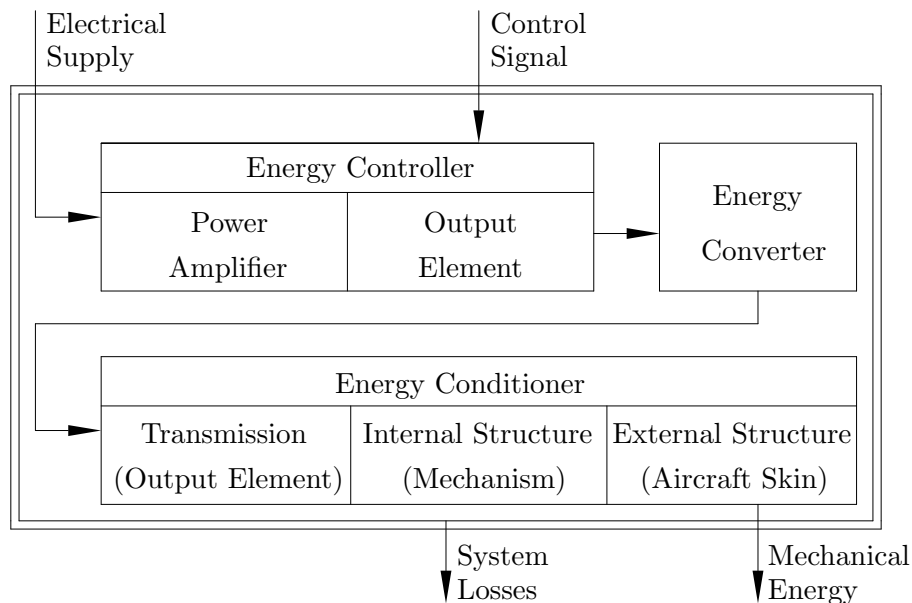 Electrical
Supply
Control
Signal
Energy Controller
Power
Amplifier
Output
Element
Energy
Converter
Energy Conditioner
Transmission
(Output Element)
Internal Structure
(Mechanism)
External Structure
(Aircraft Skin)
System
Losses
Mechanical
Energy